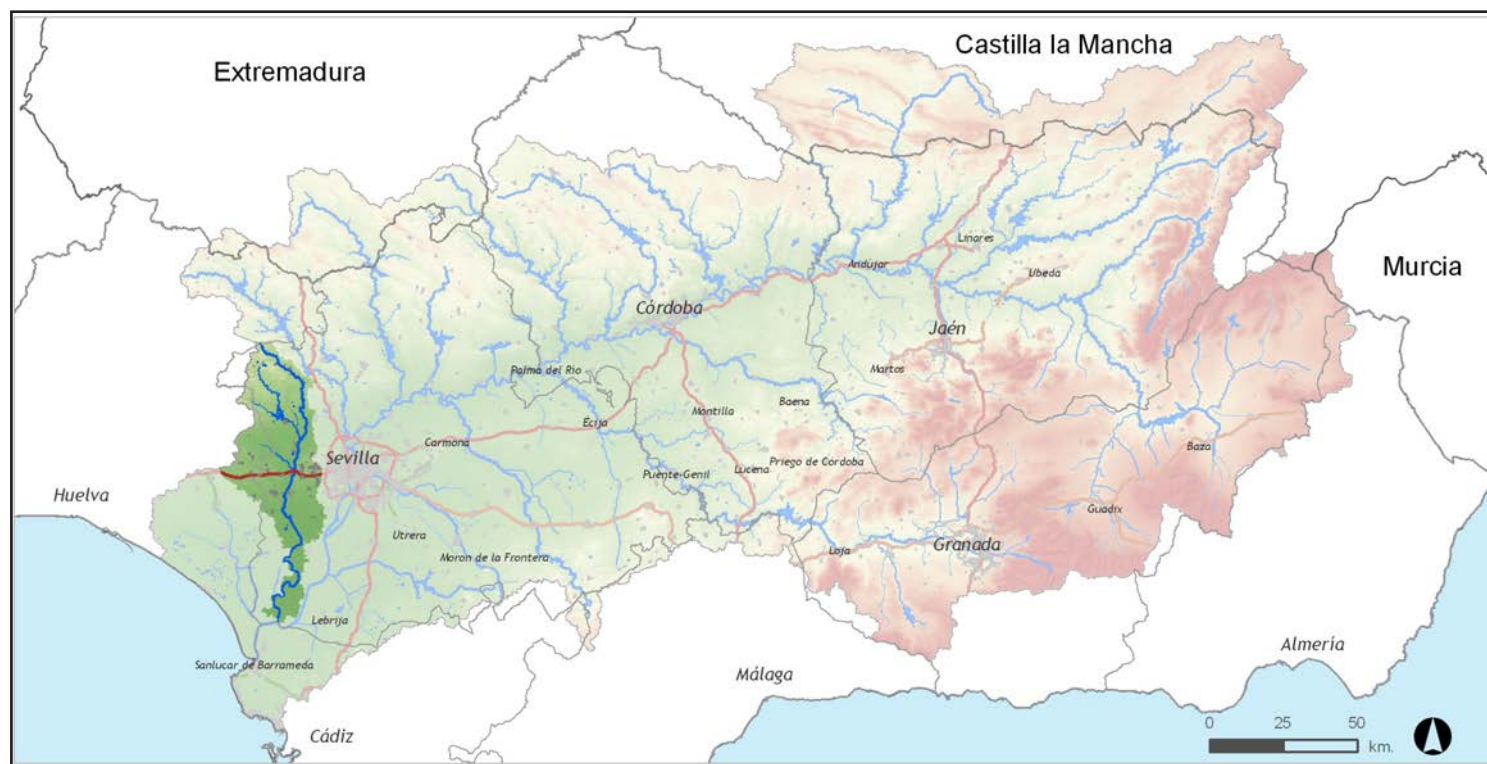 Castilla la Mancha
Extremadura
Murcia
Linares
Andújar
Ubeda
Córdoba
Jaén
Martos
Palma del Rio
Baena
Montilla
Écija
Carmona
Sevilla
Baza
Priego de Cordoba
Lucena
Puente-Genil
Huelva
Guadix
Utrera
Granada
Loja
Moron de la Frontera
Lebrija
Almería
Sanlucar de Barrameda
Málaga
Cádiz
0 25 50
km.